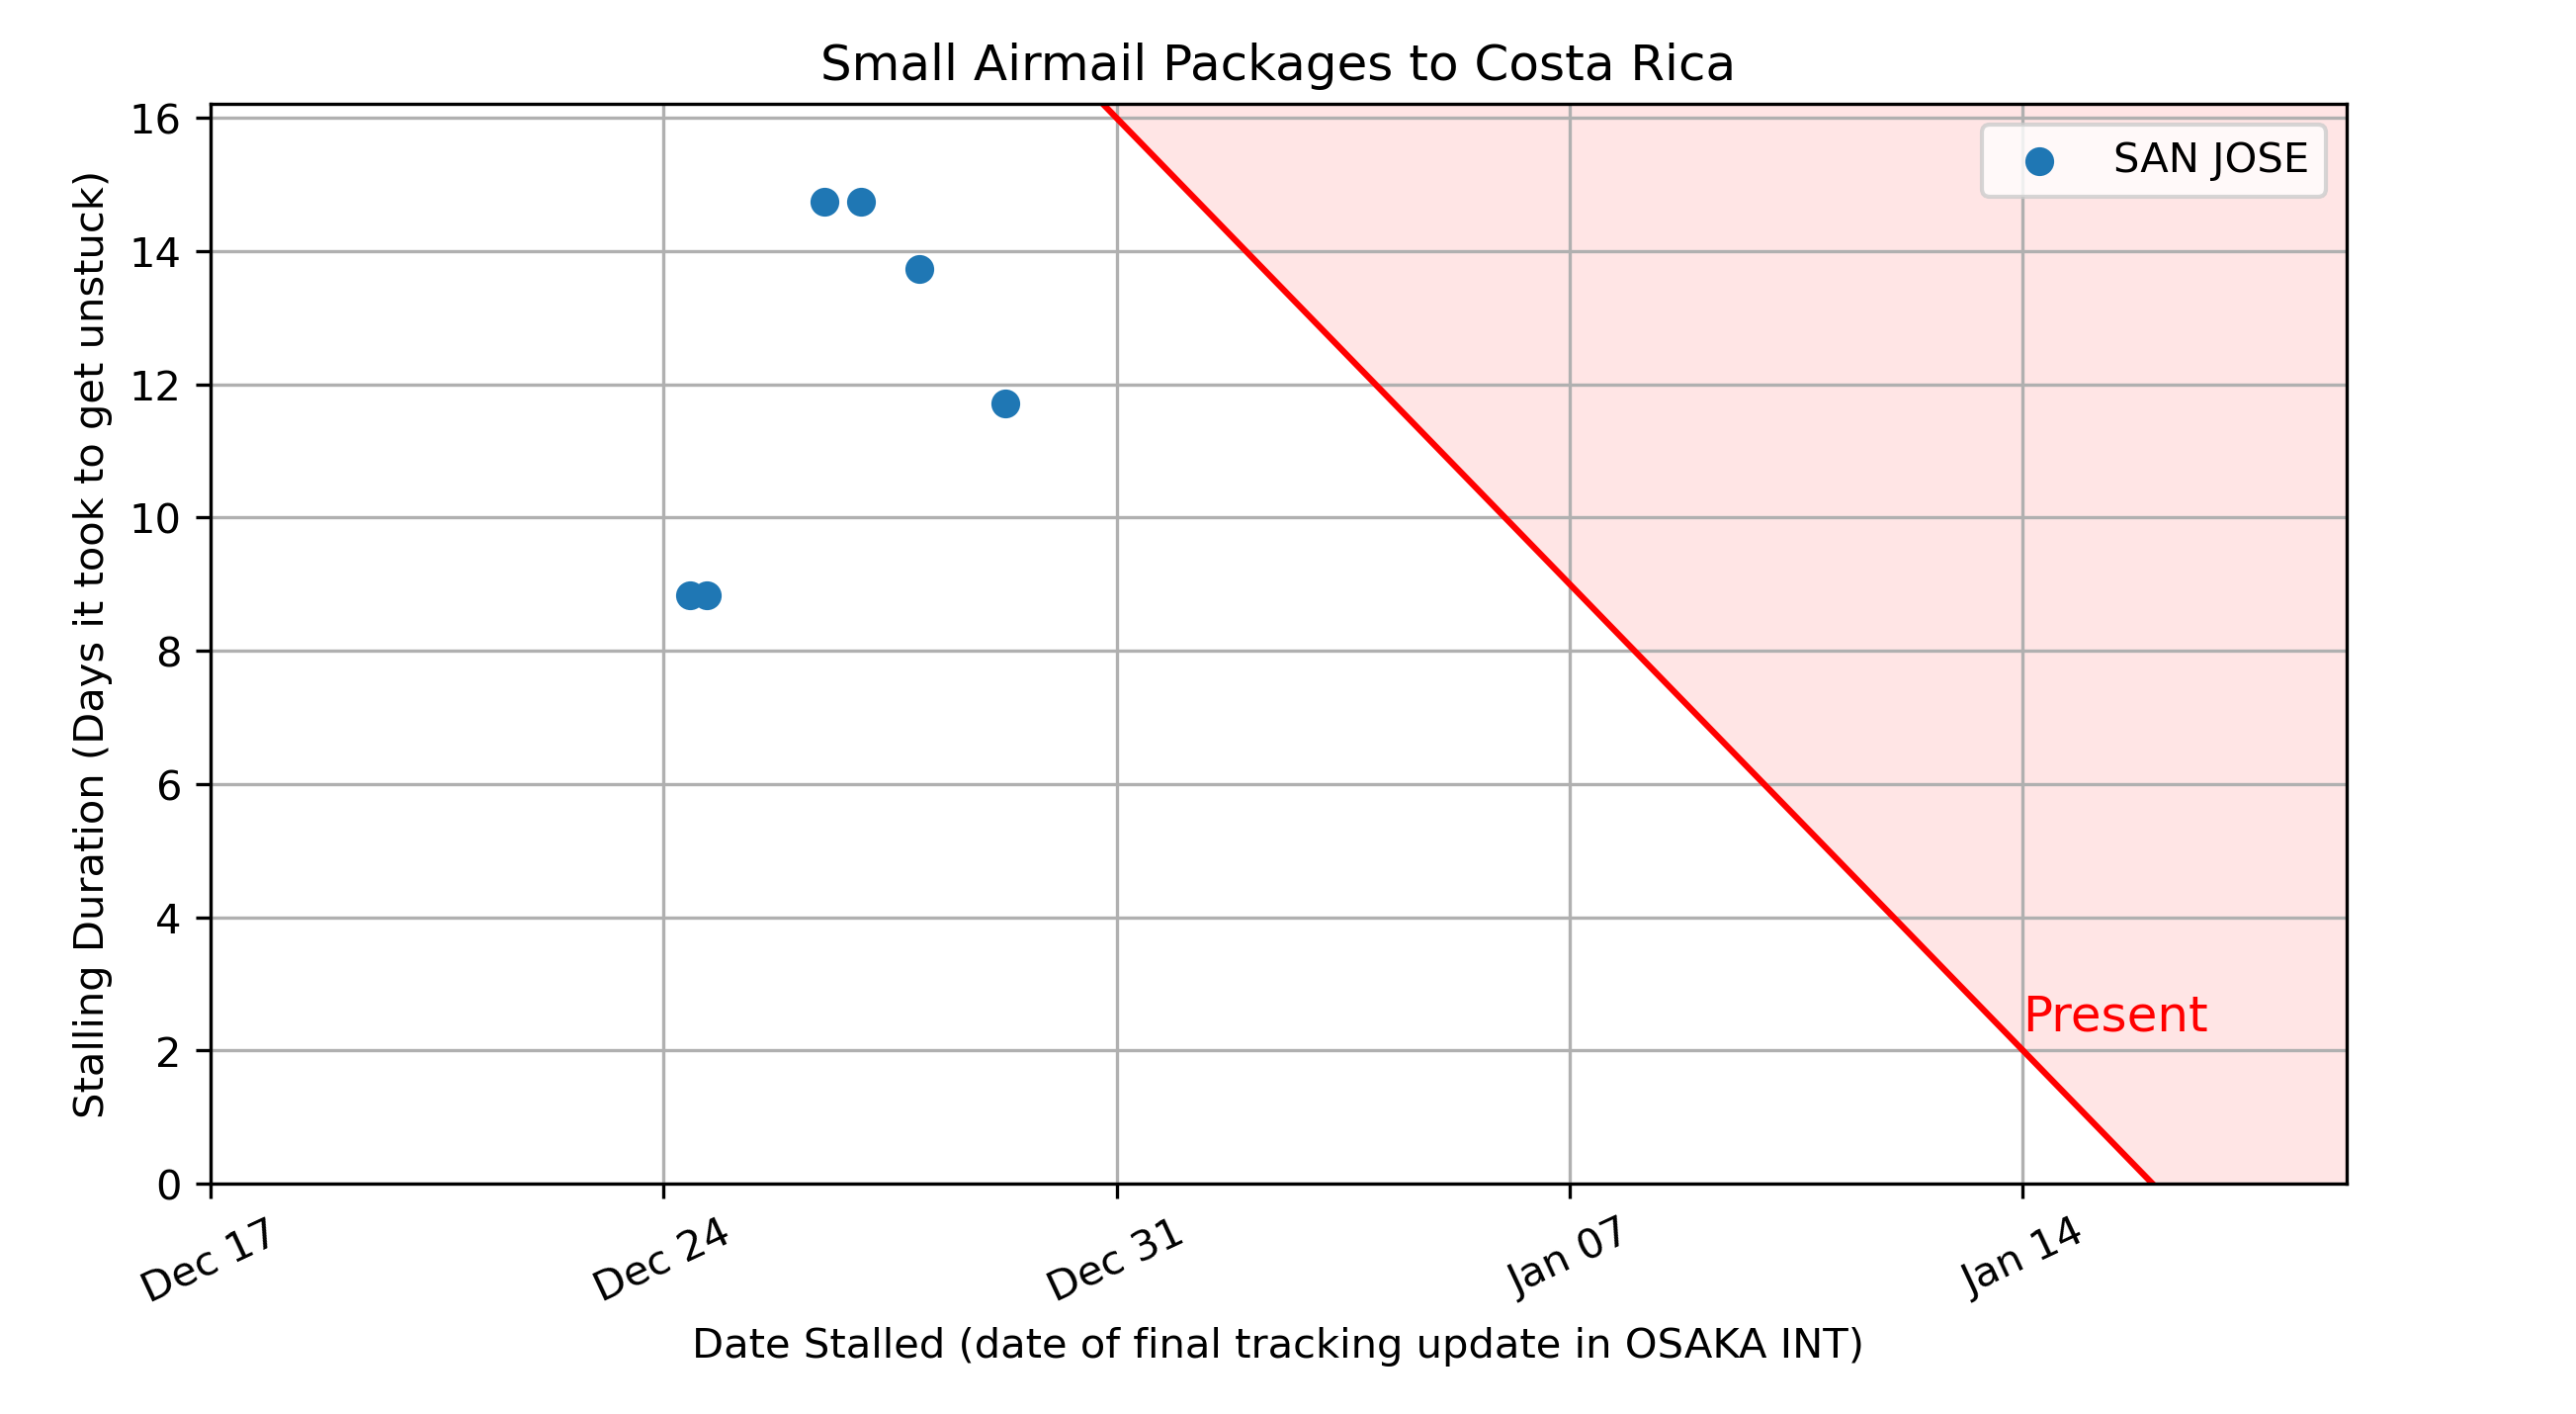 Small Airmail Packages to Costa Rica
Stalling Duration (Days it took to get unstuck)
16
14
12
10
8
6
4
2
0
SAN JOSE
Present
Dec 17
Dec 24
Dec 31
Jan 07
Jan 14
Date Stalled (date of final tracking update in OSAKA INT)